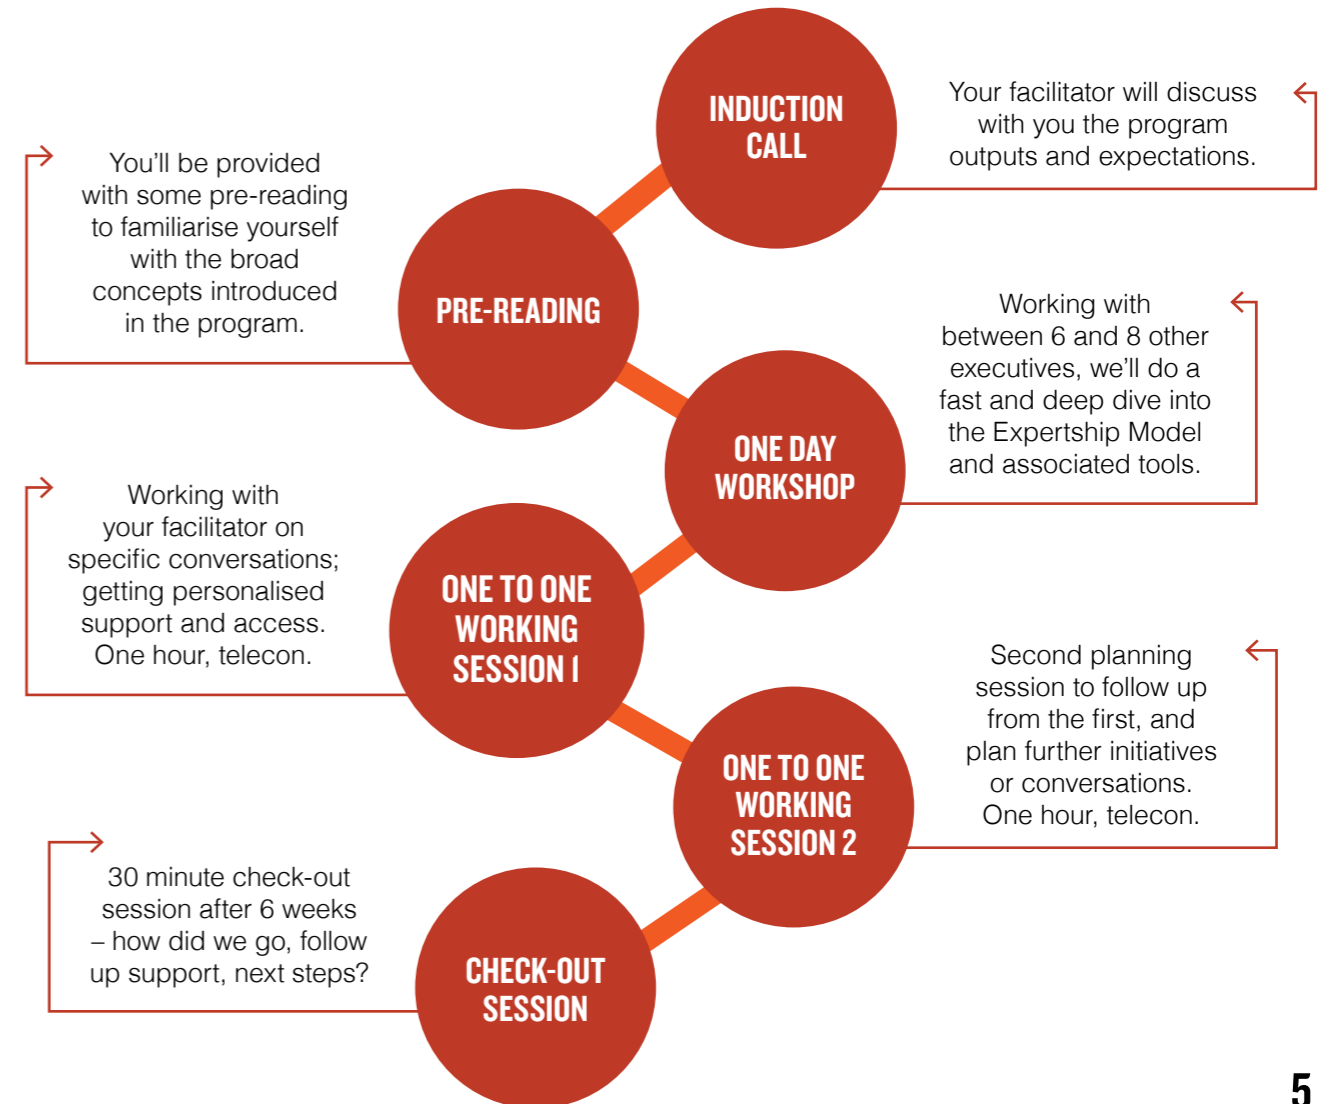 INDUCTION
CALL
Your facilitator will discuss
with you the program
outputs and expectations.
You’ll be provided
with some pre-reading
to familiarise yourself
with the broad
concepts introduced
in the program.
PRE-READING
Working with
between 6 and 8 other
executives, we’ll do a
fast and deep dive into
the Expertship Model
and associated tools.
ONE DAY
WORKSHOP
Working with
your facilitator on
specific conversations;
getting personalised
support and access.
One hour, telecon.
ONE TO ONE
WORKING
SESSION 1
Second planning
session to follow up
from the first, and
plan further initiatives
or conversations.
One hour, telecon.
ONE TO ONE
WORKING
SESSION 2
30 minute check-out
session after 6 weeks
– how did we go, follow
up support, next steps?
CHECK-OUT
SESSION
5